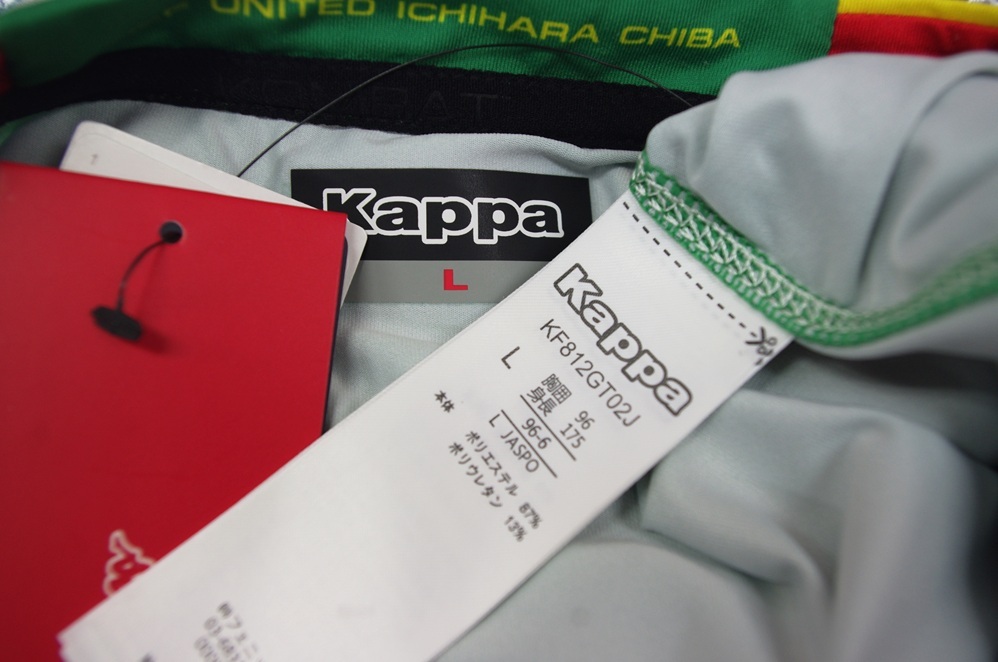 UNITED ICHIHARA CHIBA
Kappa
L
Kappa
KF812GT02J
L
胸囲 96
身長 175
96-6
L JASPO
本体
ポリエステル 87%
ポリウレタン 13%